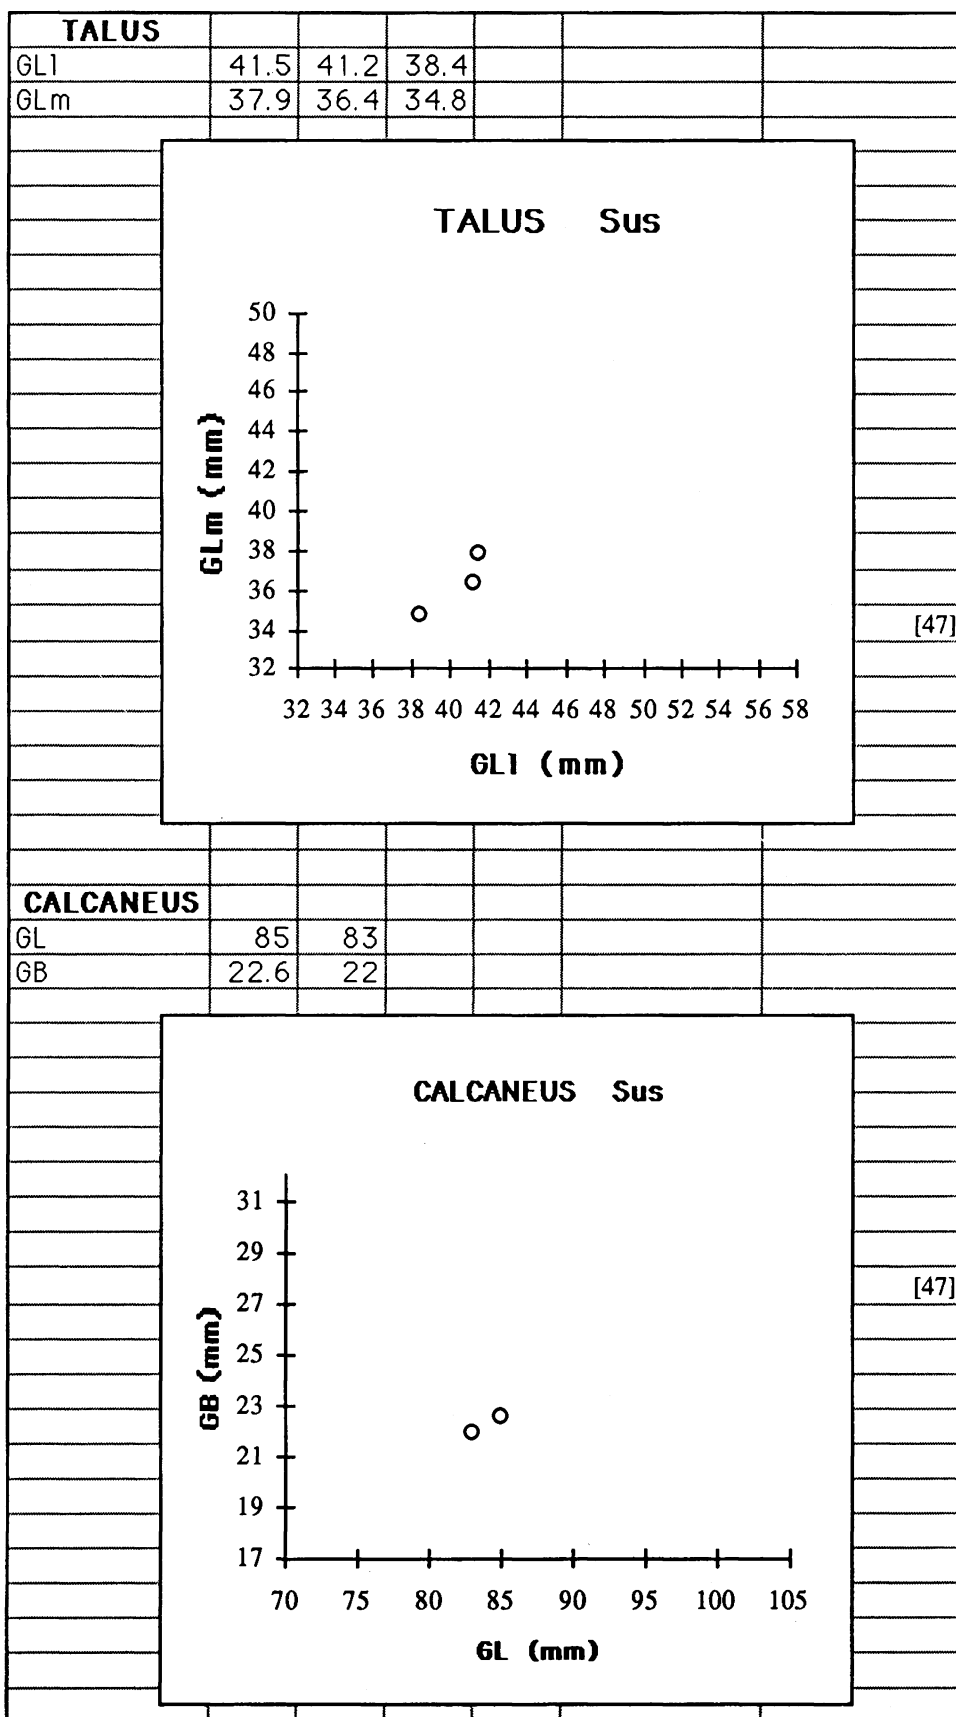 TALUS
GLl 41.5 41.2 38.4
GLm 37.9 36.4 34.8
TALUS Sus
50
48
46
44
42
40
38
36
34
32
GLm (mm)
[47]
32 34 36 38 40 42 44 46 48 50 52 54 56 58
GLl (mm)
CALCANEUS
GL 85 83
GB 22.6 22
CALCANEUS Sus
31
29
27
25
23
21
19
17
GB (mm)
[47]
70 75 80 85 90 95 100 105
GL (mm)